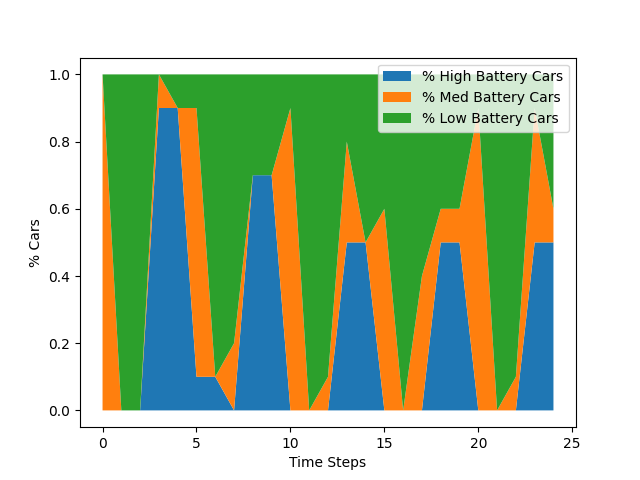 % High Battery Cars
% Med Battery Cars
% Low Battery Cars
1.0
0.8
0.6
0.4
0.2
0.0
% Cars
0 5 10 15 20 25
Time Steps